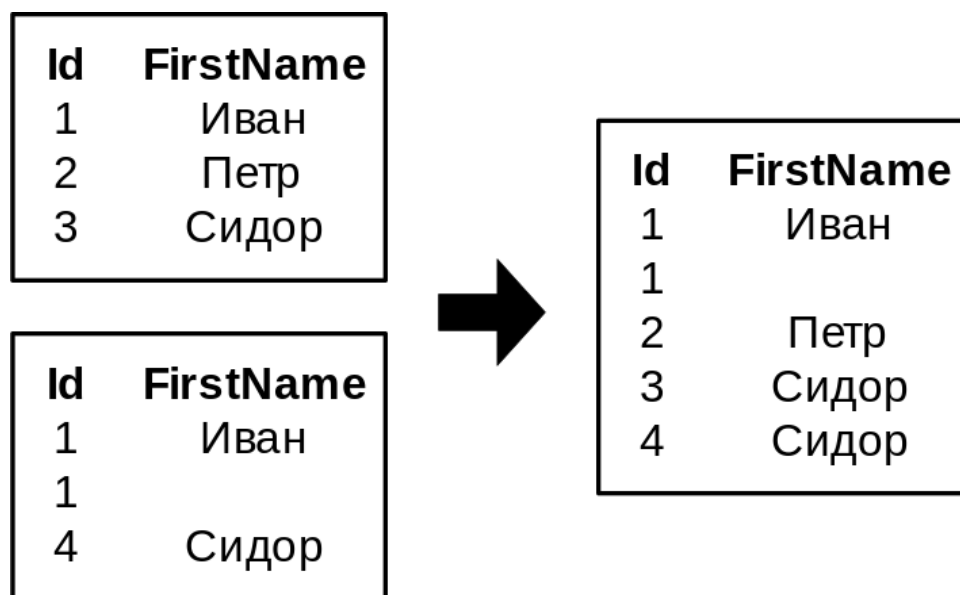 Id FirstName
1 Иван
2 Петр
3 Сидор
Id FirstName
1 Иван
1
4 Сидор
Id FirstName
1 Иван
1
2 Петр
3 Сидор
4 Сидор